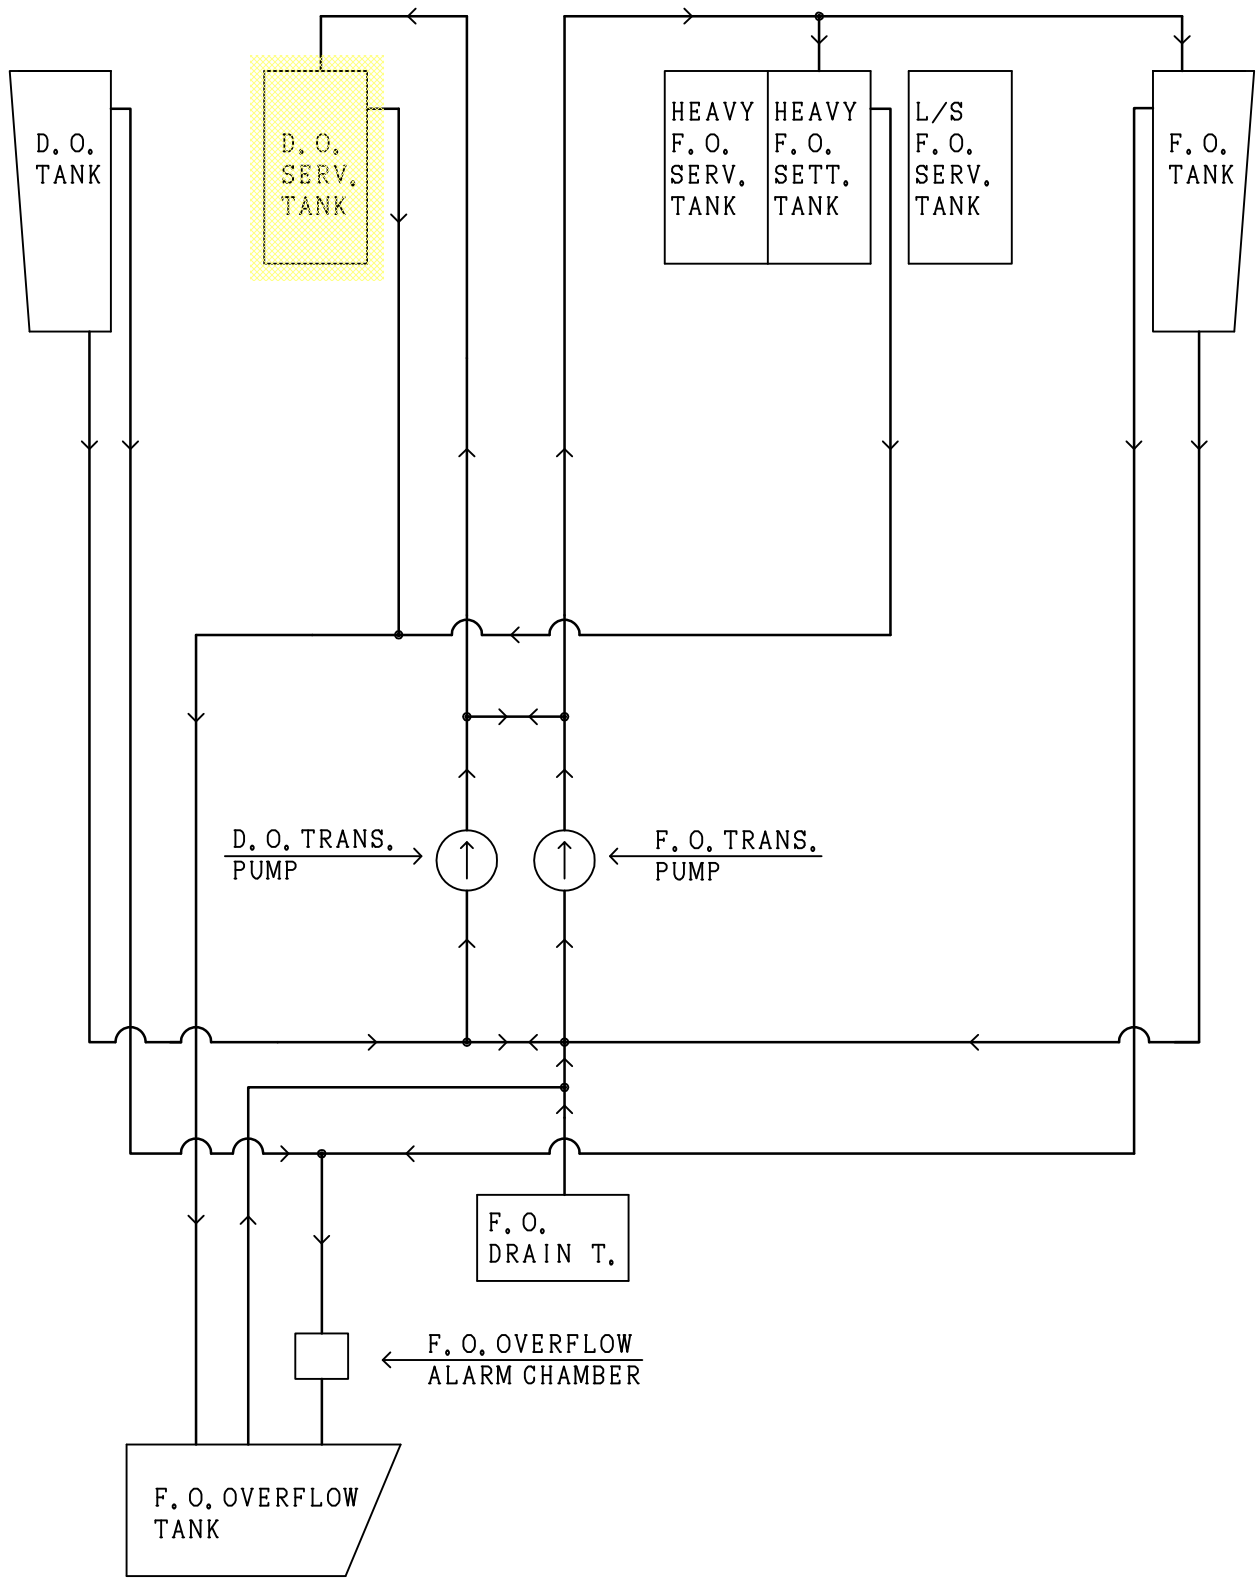 D. O.
TANK
D. O.
SERV.
TANK
HEAVY
F. O.
SERV.
TANK
HEAVY
F. O.
SETT.
TANK
L/S
F. O.
SERV.
TANK
F. O.
TANK
D. O. TRANS.
PUMP
F. O. TRANS.
PUMP
F. O.
DRAIN T.
F. O. OVERFLOW
ALARM CHAMBER
F. O. OVERFLOW
TANK